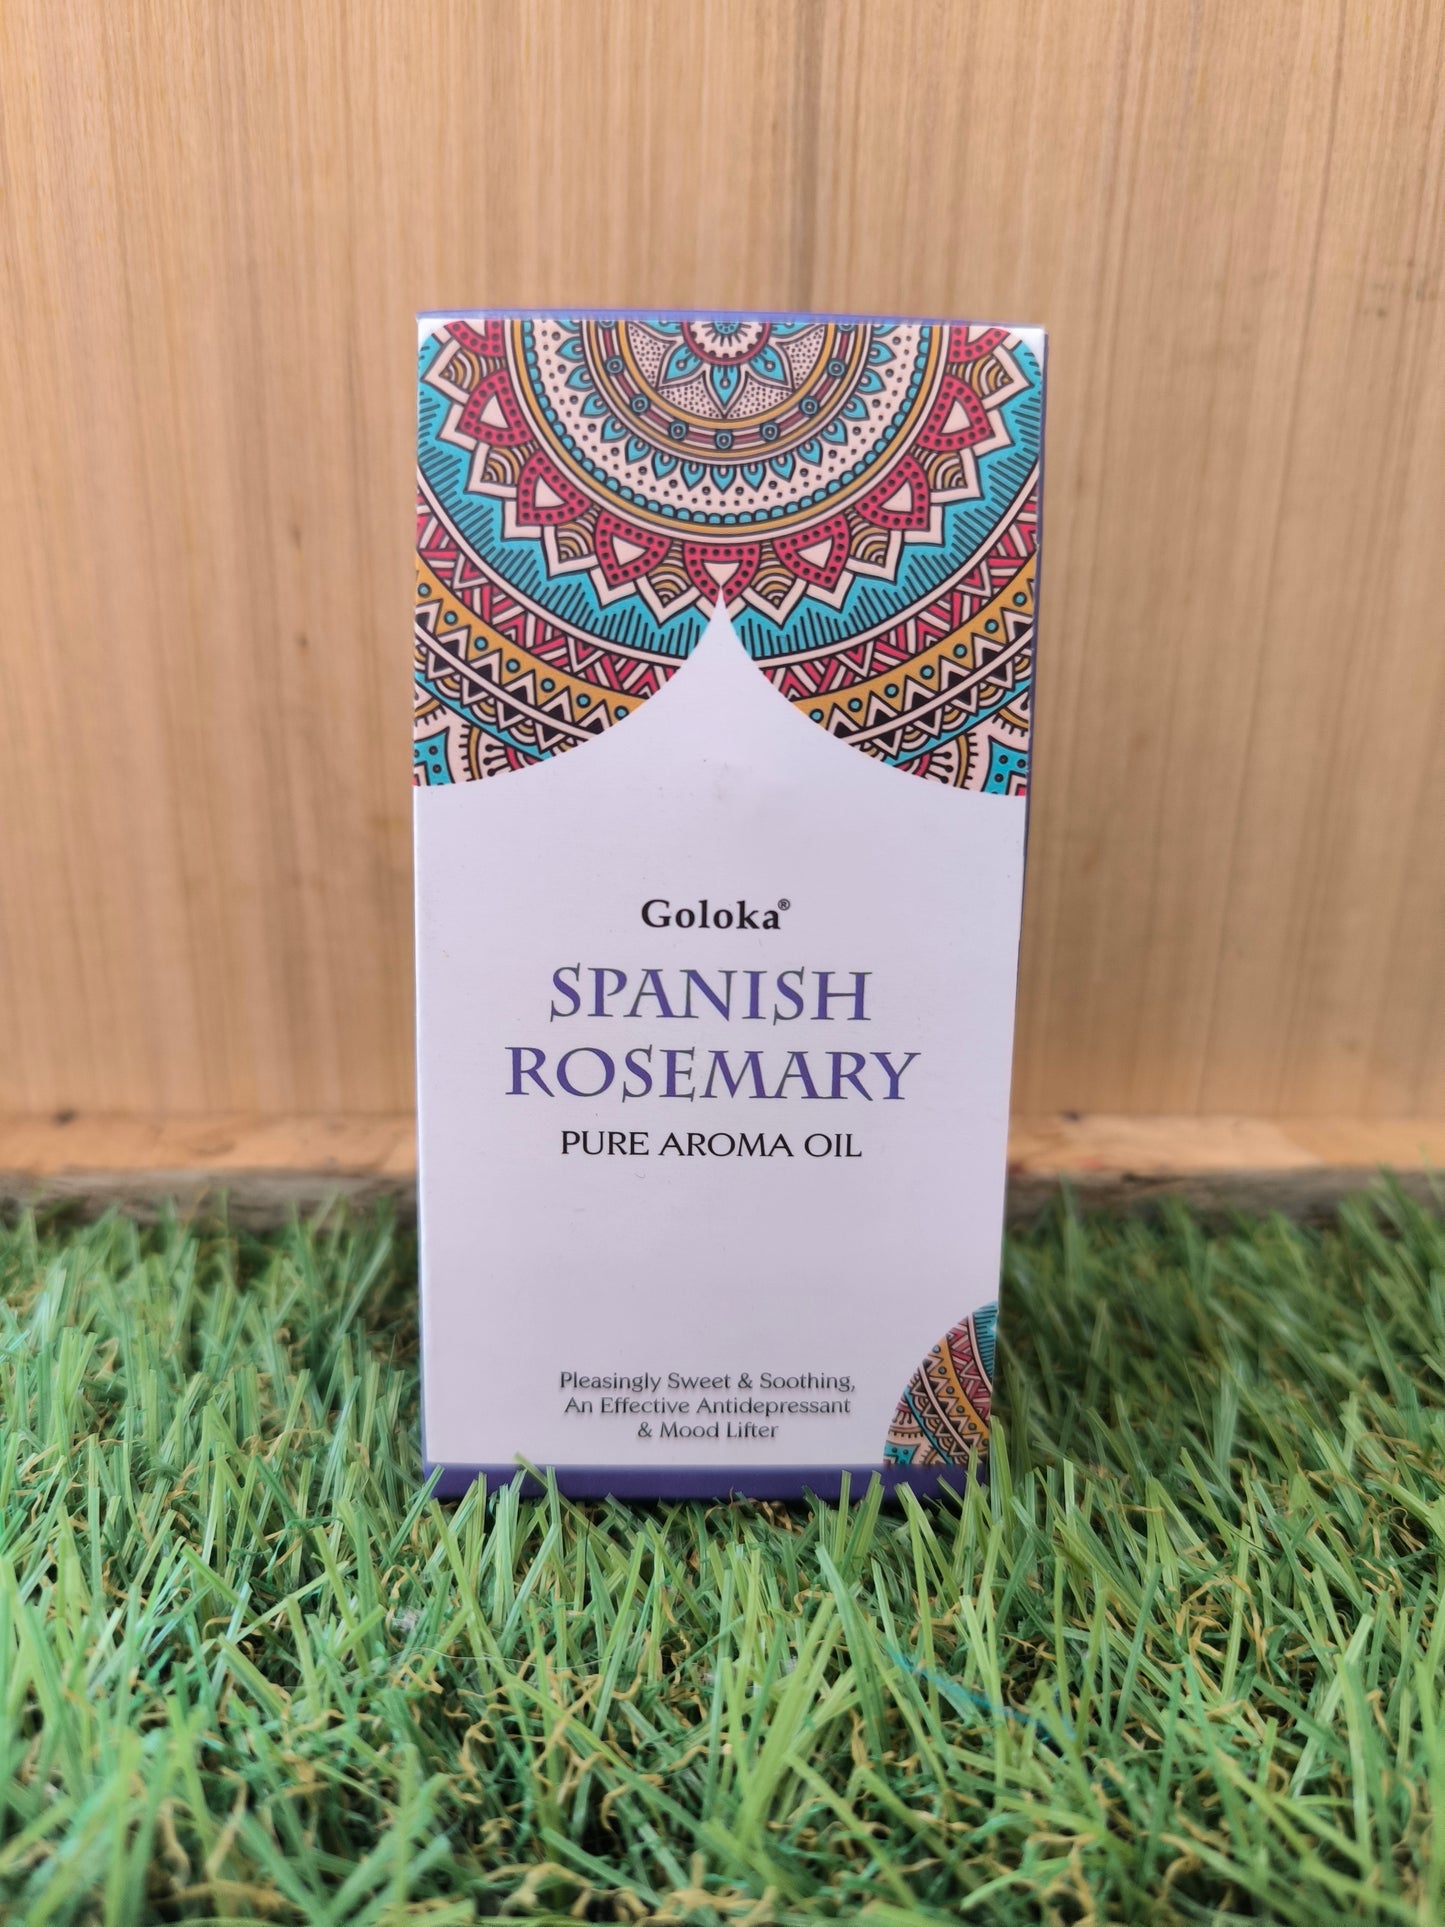 Goloka®
SPANISH
ROSEMARY
PURE AROMA OIL
Pleasingly Sweet & Soothing,
An Effective Antidepressant
& Mood Lifter